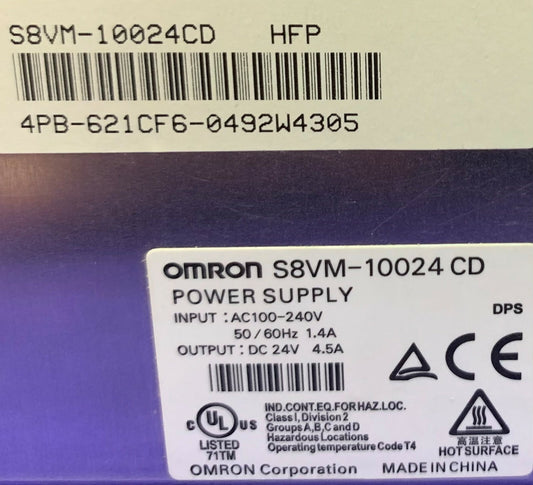 S8VM-10024CD HFP
4PB-621CF6-0492W4305
OMRON S8VM-10024 CD
POWER SUPPLY
DPS
INPUT : AC100-240V
50/60Hz 1.4A
OUTPUT : DC 24V 4.5A
CE
c UL us
LISTED
71TM
IND.CONT.EQ.FOR HAZ.LOC.
Class I, Division 2
Groups A,B,C and D
Hazardous Locations
Operating temperature Code T4
高温注意
HOT SURFACE
OMRON Corporation MADE IN CHINA